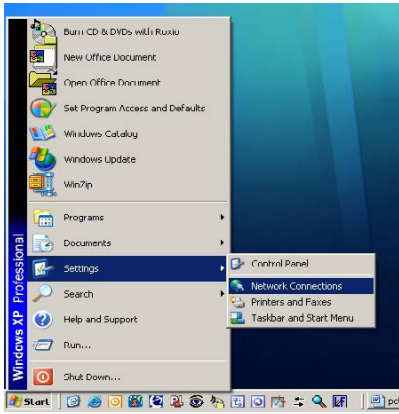 Burn CD & DVDs with Roxio
New Office Document
Open Office Document
Set Program Access and Defaults
Windows Catalog
Windows Update
WinZip
Programs
Documents
Settings
Search
Help and Support
Run...
Shut Down...
Windows XP Professional
Control Panel
Network Connections
Printers and Faxes
Taskbar and Start Menu
Start